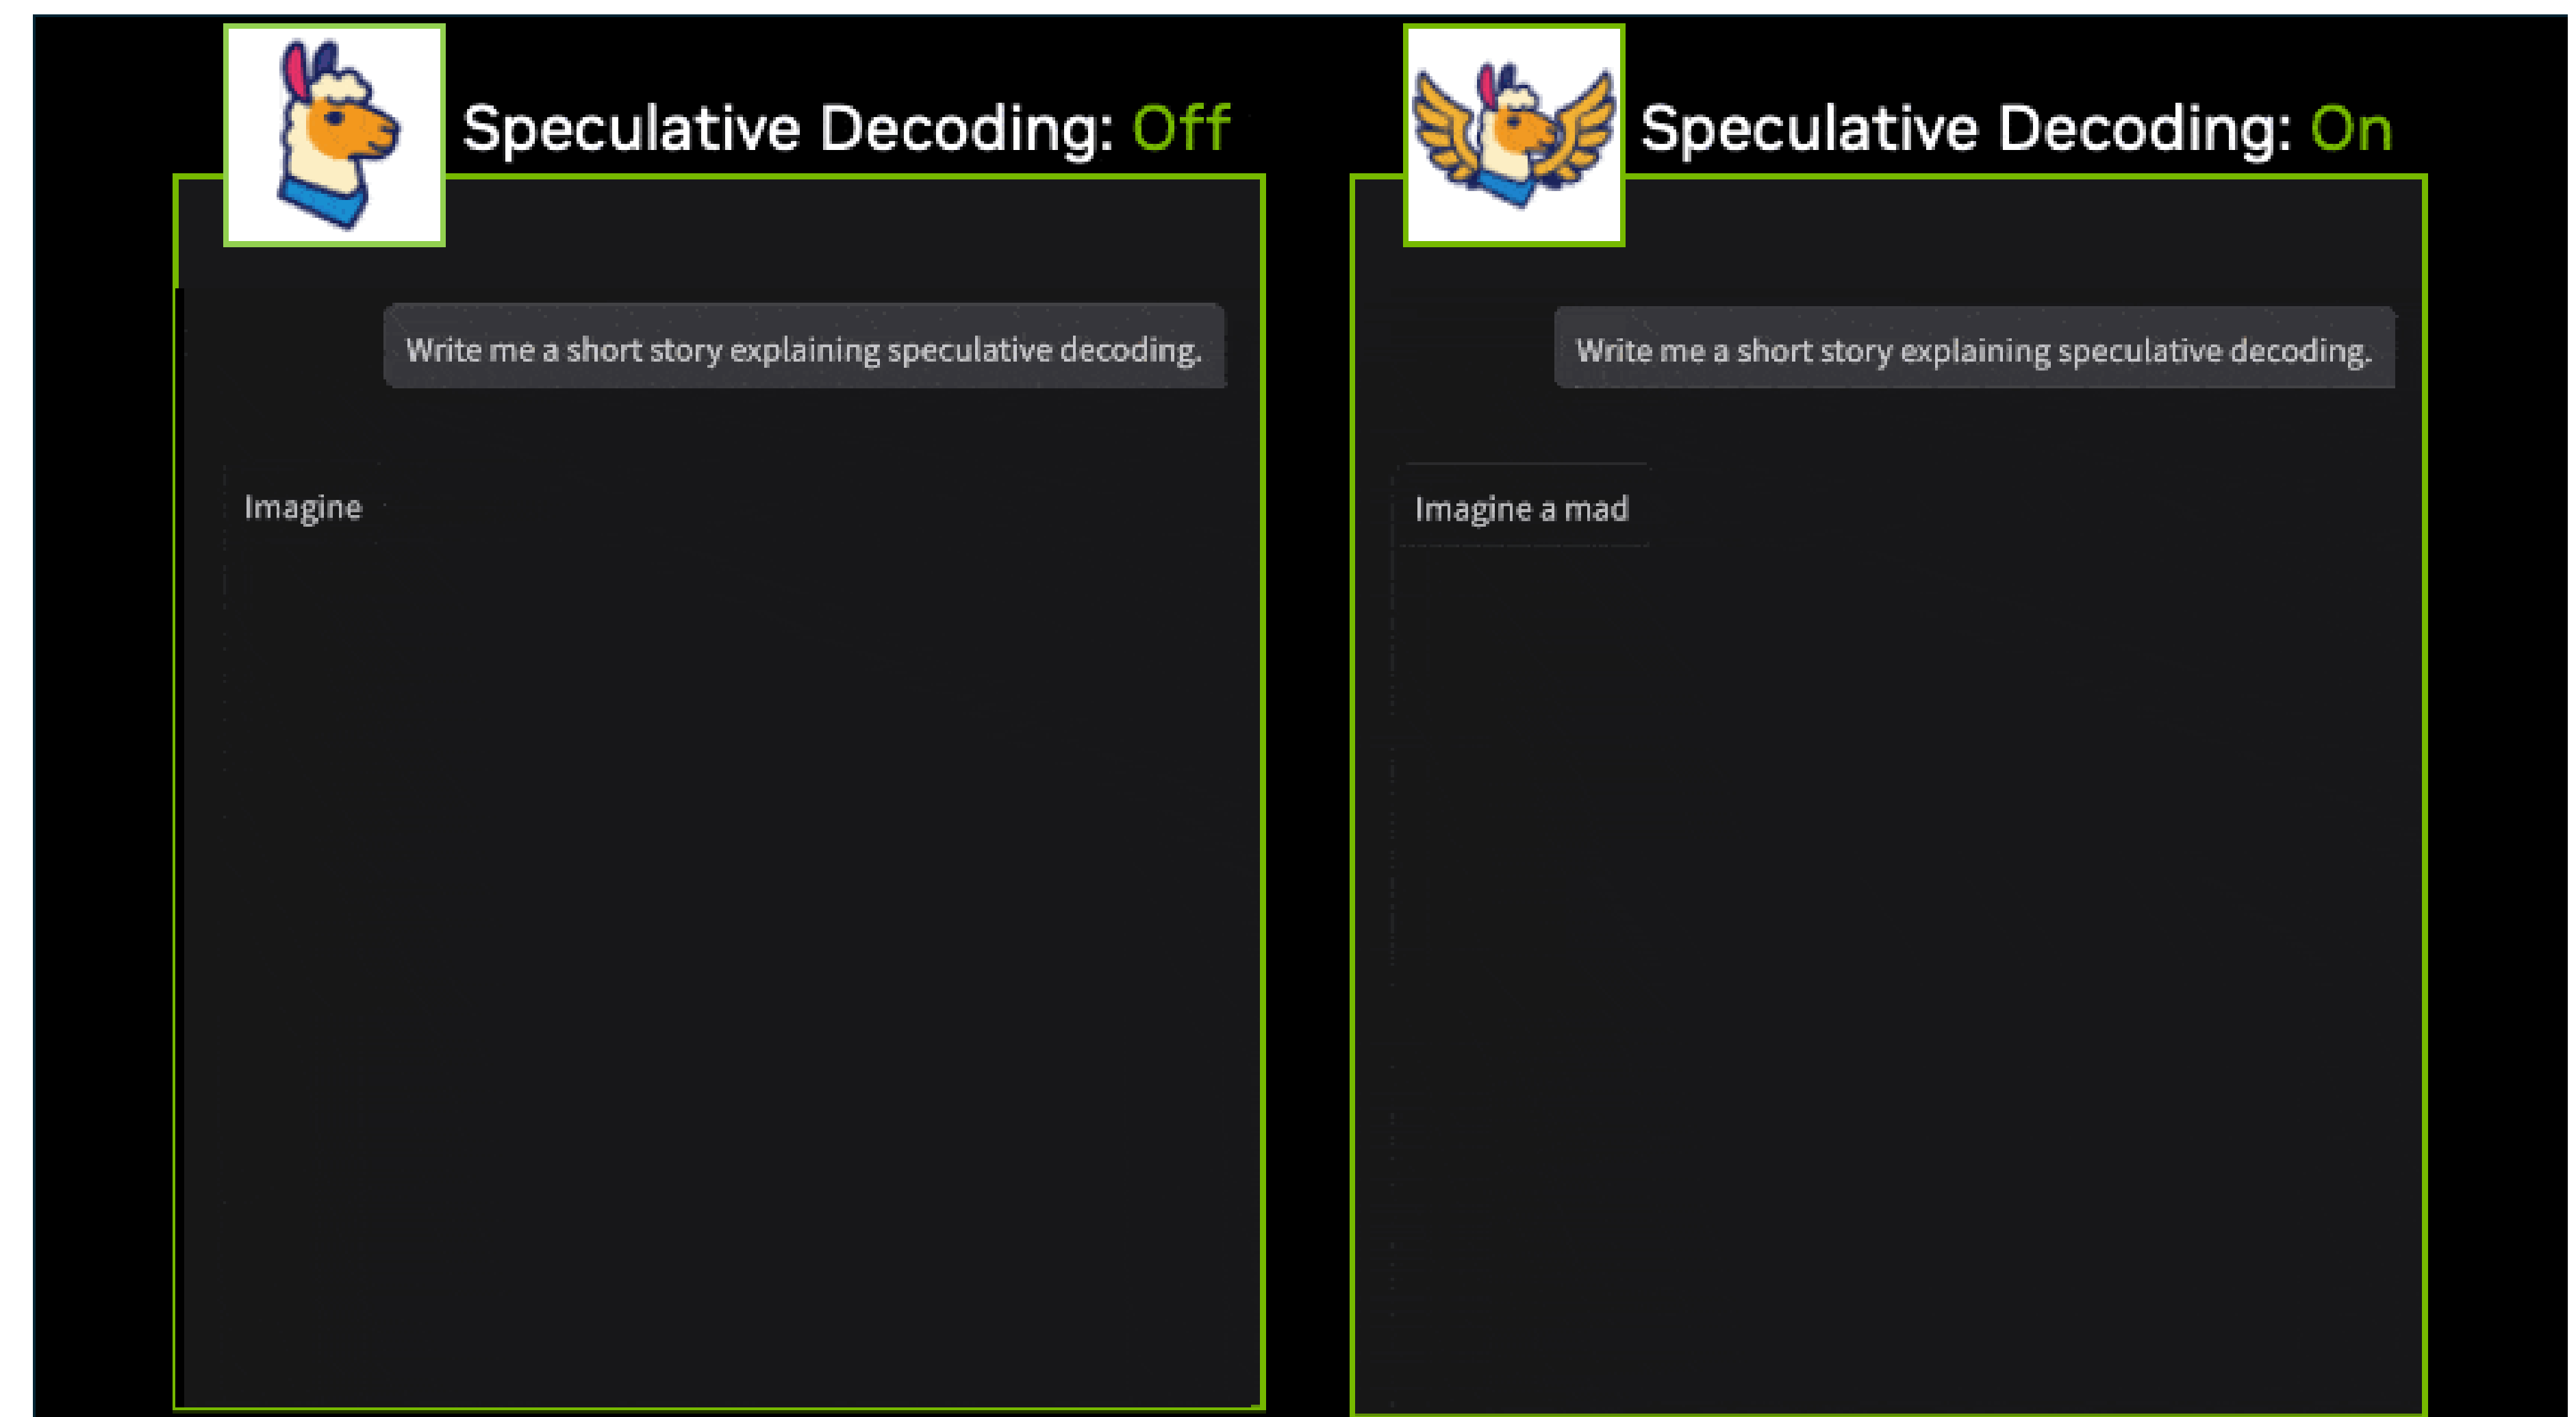 Speculative Decoding: Off
Write me a short story explaining speculative decoding.
Imagine
Speculative Decoding: On
Write me a short story explaining speculative decoding.
Imagine a mad